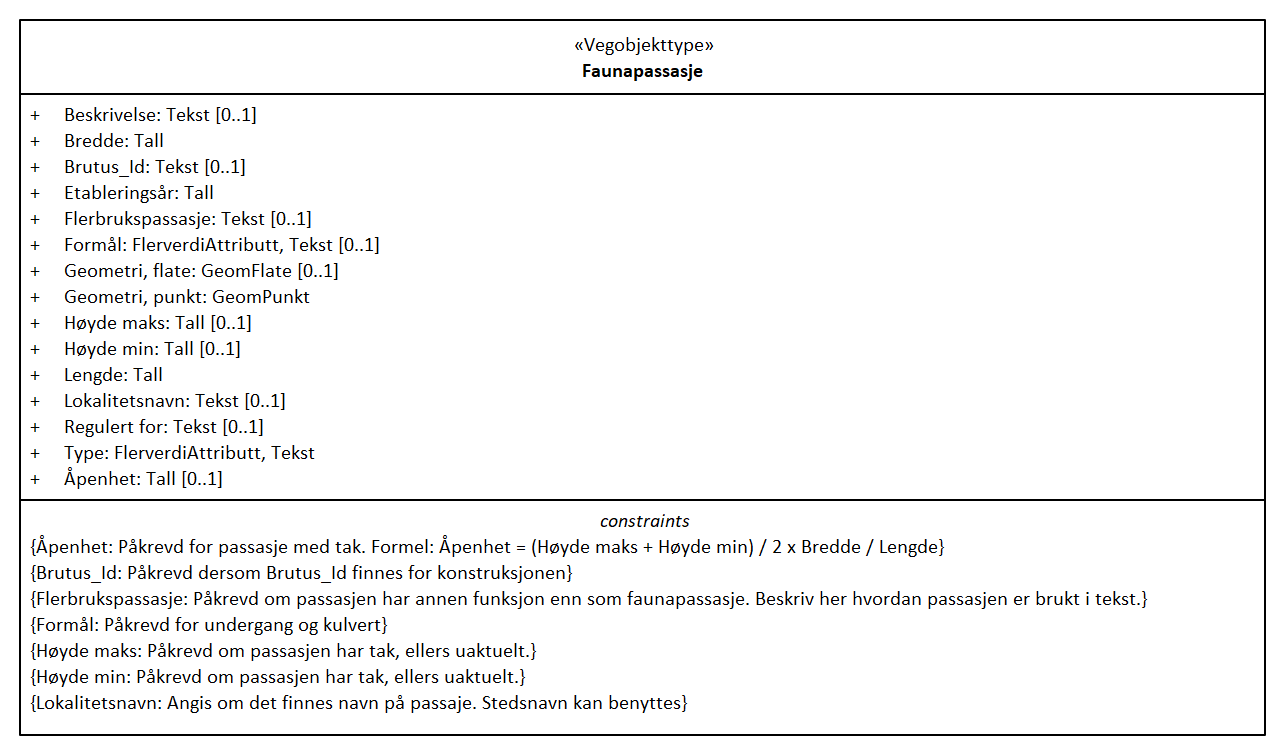 «Vegobjekttype»
Faunapassasje
+ Beskrivelse: Tekst [0..1]
+ Bredde: Tall
+ Brutus_Id: Tekst [0..1]
+ Etableringsår: Tall
+ Flerbrukspassasje: Tekst [0..1]
+ Formål: FlerverdiAttributt, Tekst [0..1]
+ Geometri, flate: GeomFlate [0..1]
+ Geometri, punkt: GeomPunkt
+ Høyde maks: Tall [0..1]
+ Høyde min: Tall [0..1]
+ Lengde: Tall
+ Lokalitetsnavn: Tekst [0..1]
+ Regulert for: Tekst [0..1]
+ Type: FlerverdiAttributt, Tekst
+ Åpenhet: Tall [0..1]
constraints
{Åpenhet: Påkrevd for passasje med tak. Formel: Åpenhet = (Høyde maks + Høyde min) / 2 x Bredde / Lengde}
{Brutus_Id: Påkrevd dersom Brutus_Id finnes for konstruksjonen}
{Flerbrukspassasje: Påkrevd om passasjen har annen funksjon enn som faunapassasje. Beskriv her hvordan passasjen er brukt i tekst.}
{Formål: Påkrevd for undergang og kulvert}
{Høyde maks: Påkrevd om passasjen har tak, ellers uaktuelt.}
{Høyde min: Påkrevd om passasjen har tak, ellers uaktuelt.}
{Lokalitetsnavn: Angis om det finnes navn på passaje. Stedsnavn kan benyttes}